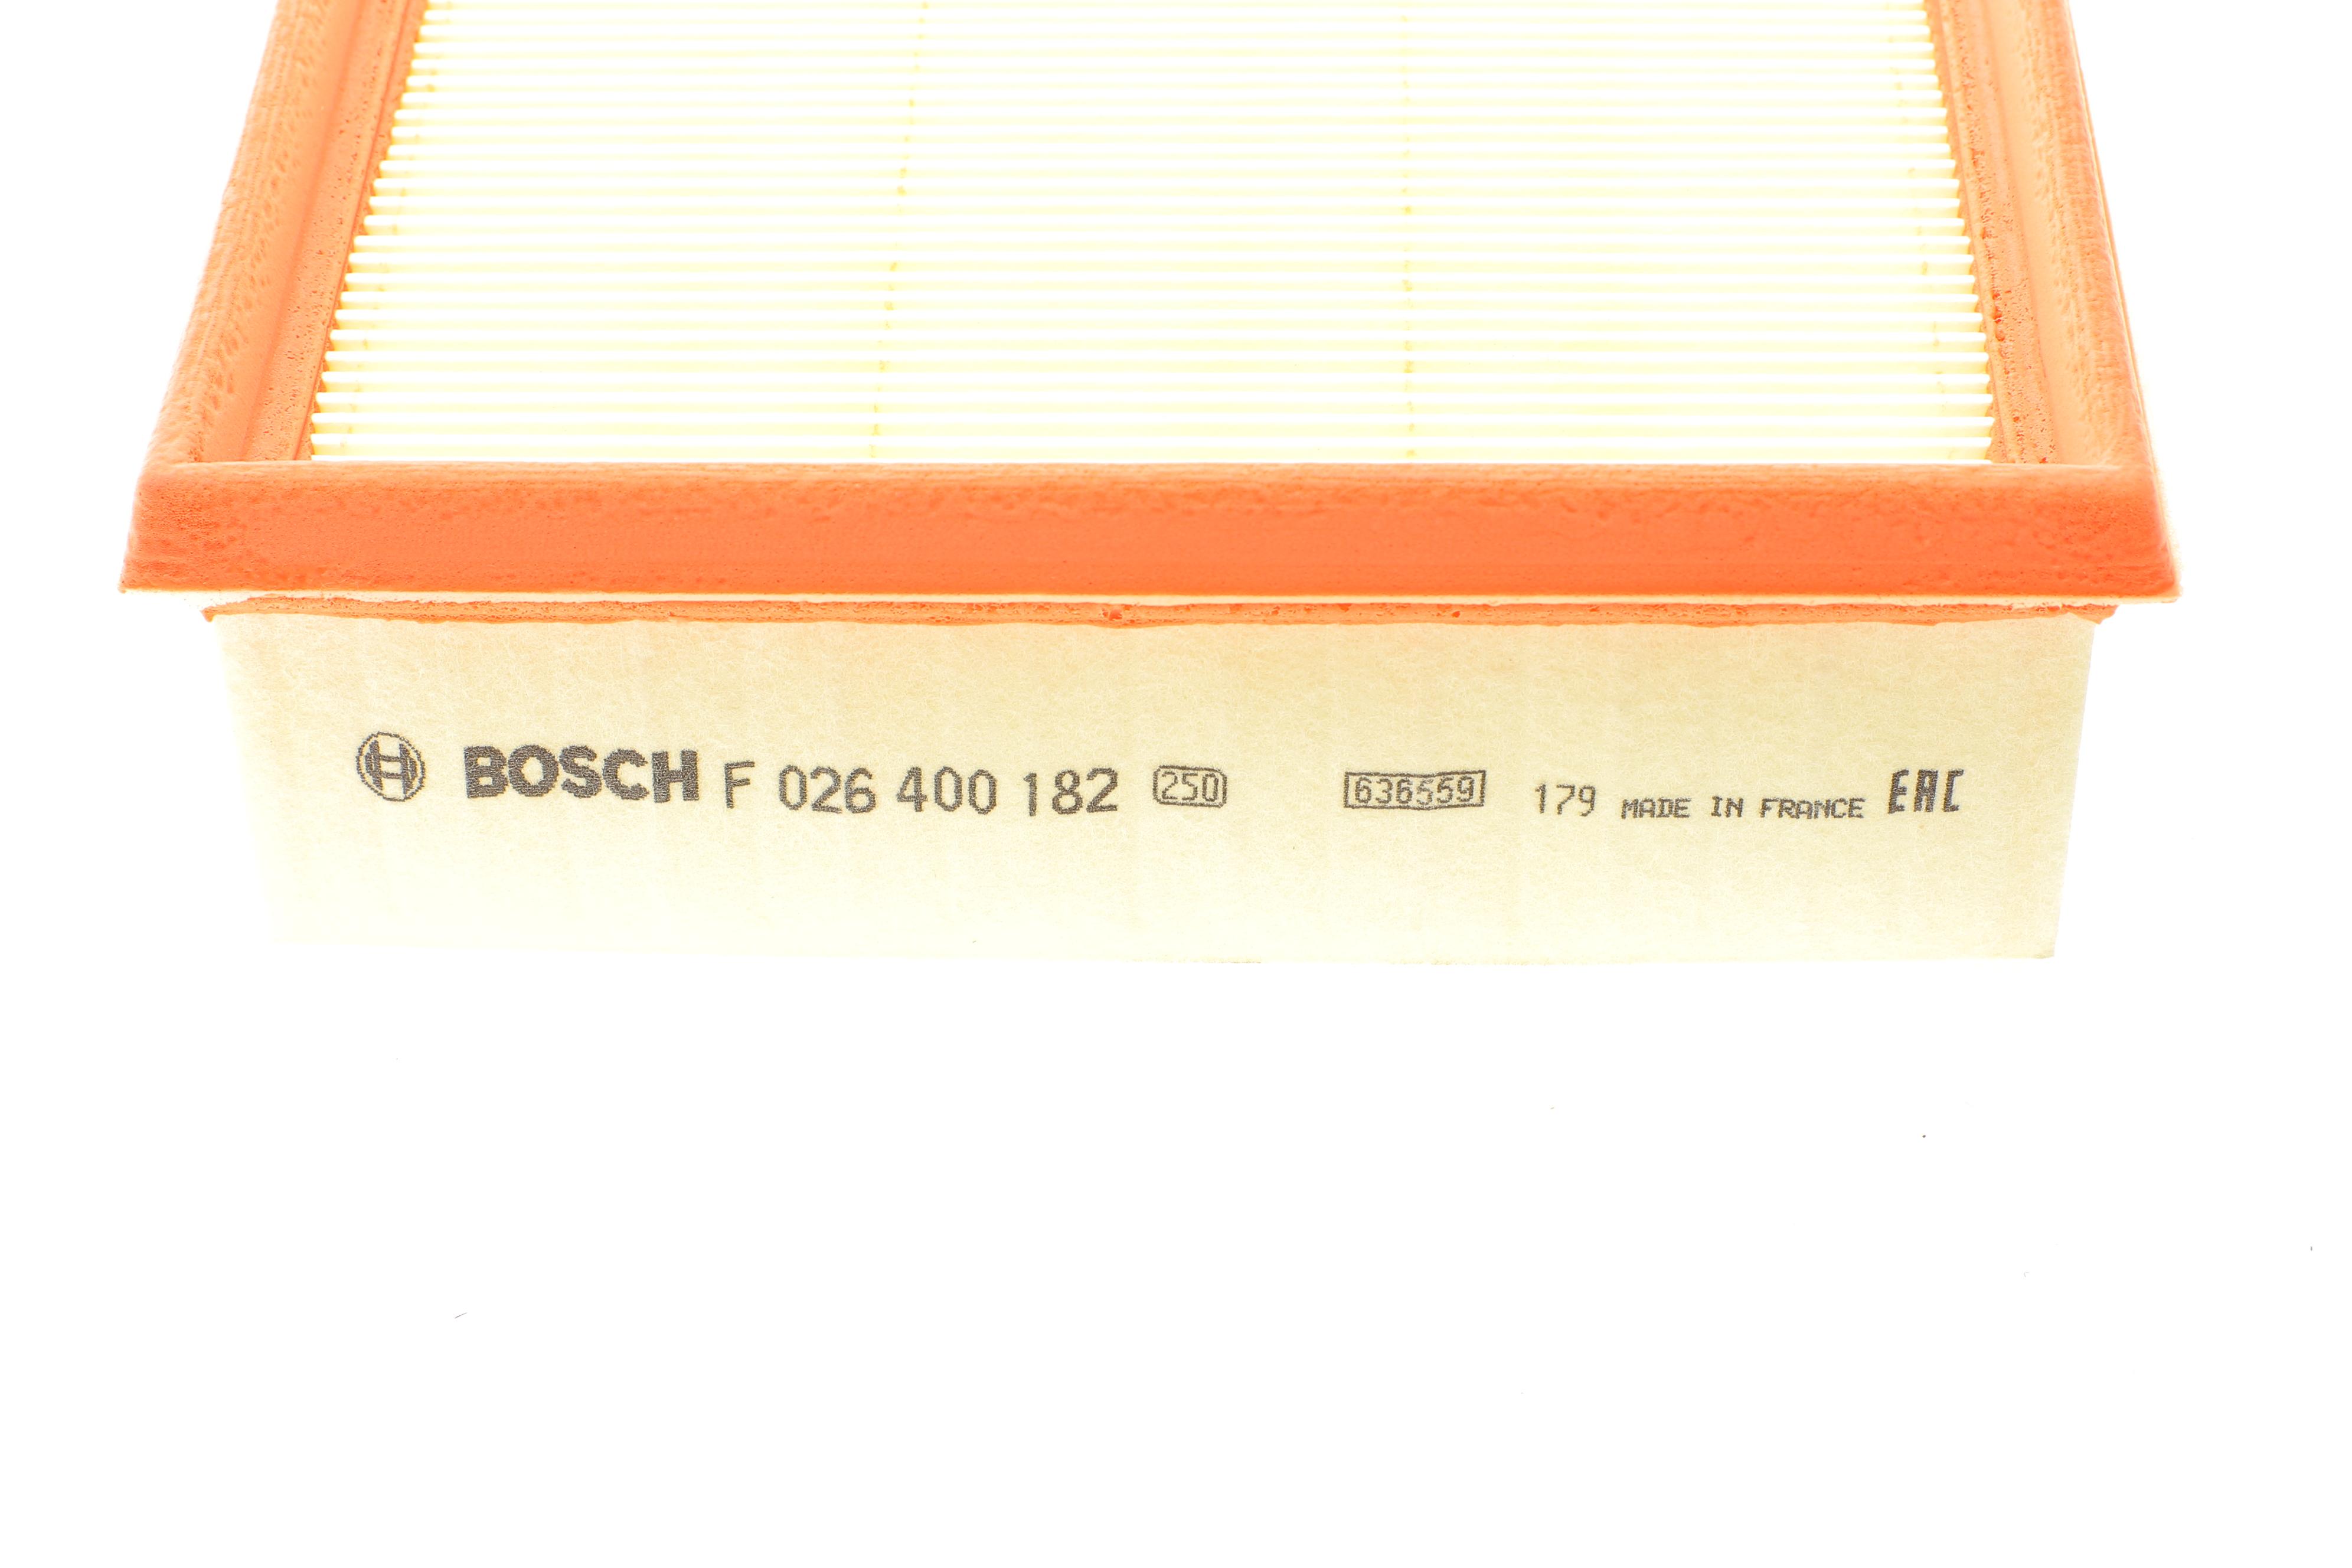 BOSCH F 026 400 182 250 636559 179 MADE IN FRANCE EAC